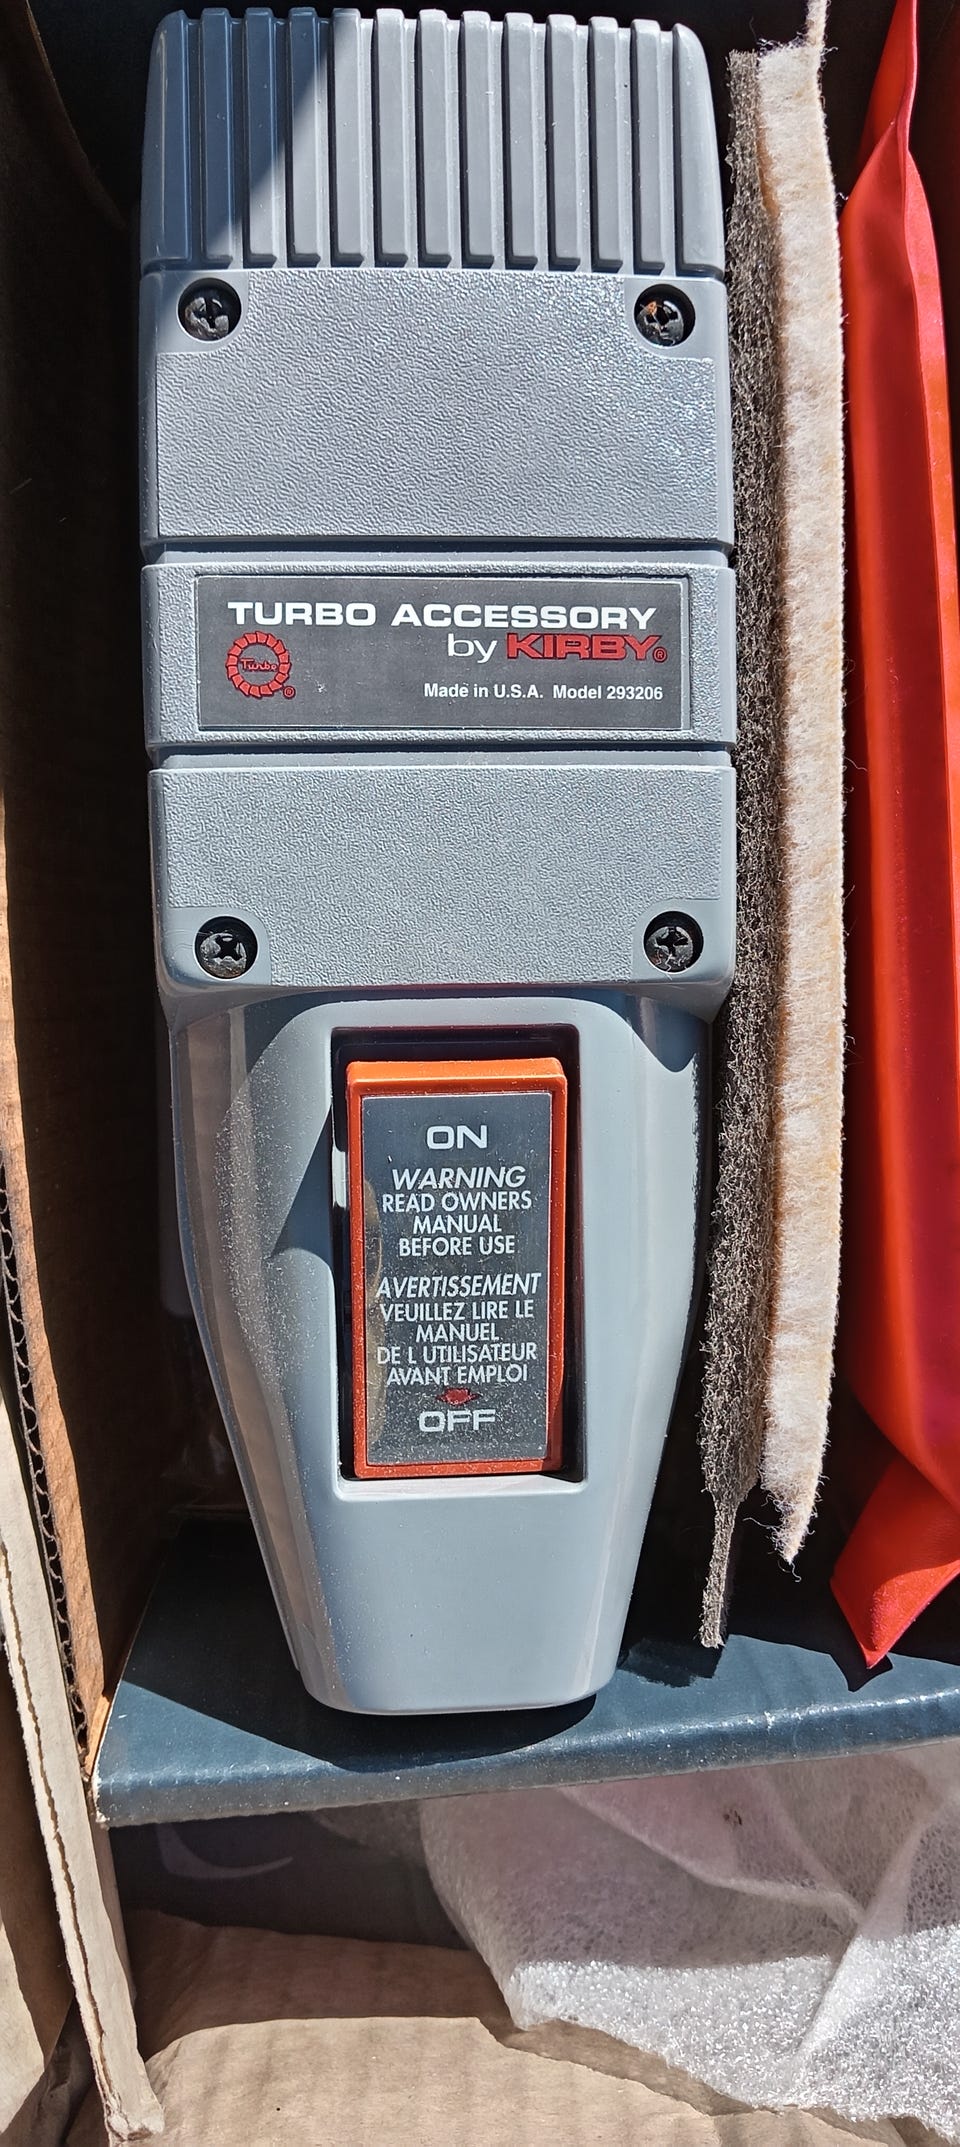 TURBO ACCESSORY
by KIRBY®
Turbo ®
Made in U.S.A. Model 293206
ON
WARNING
READ OWNERS
MANUAL
BEFORE USE
AVERTISSEMENT
VEUILLEZ LIRE LE
MANUEL
DE L UTILISATEUR
AVANT EMPLOI
OFF